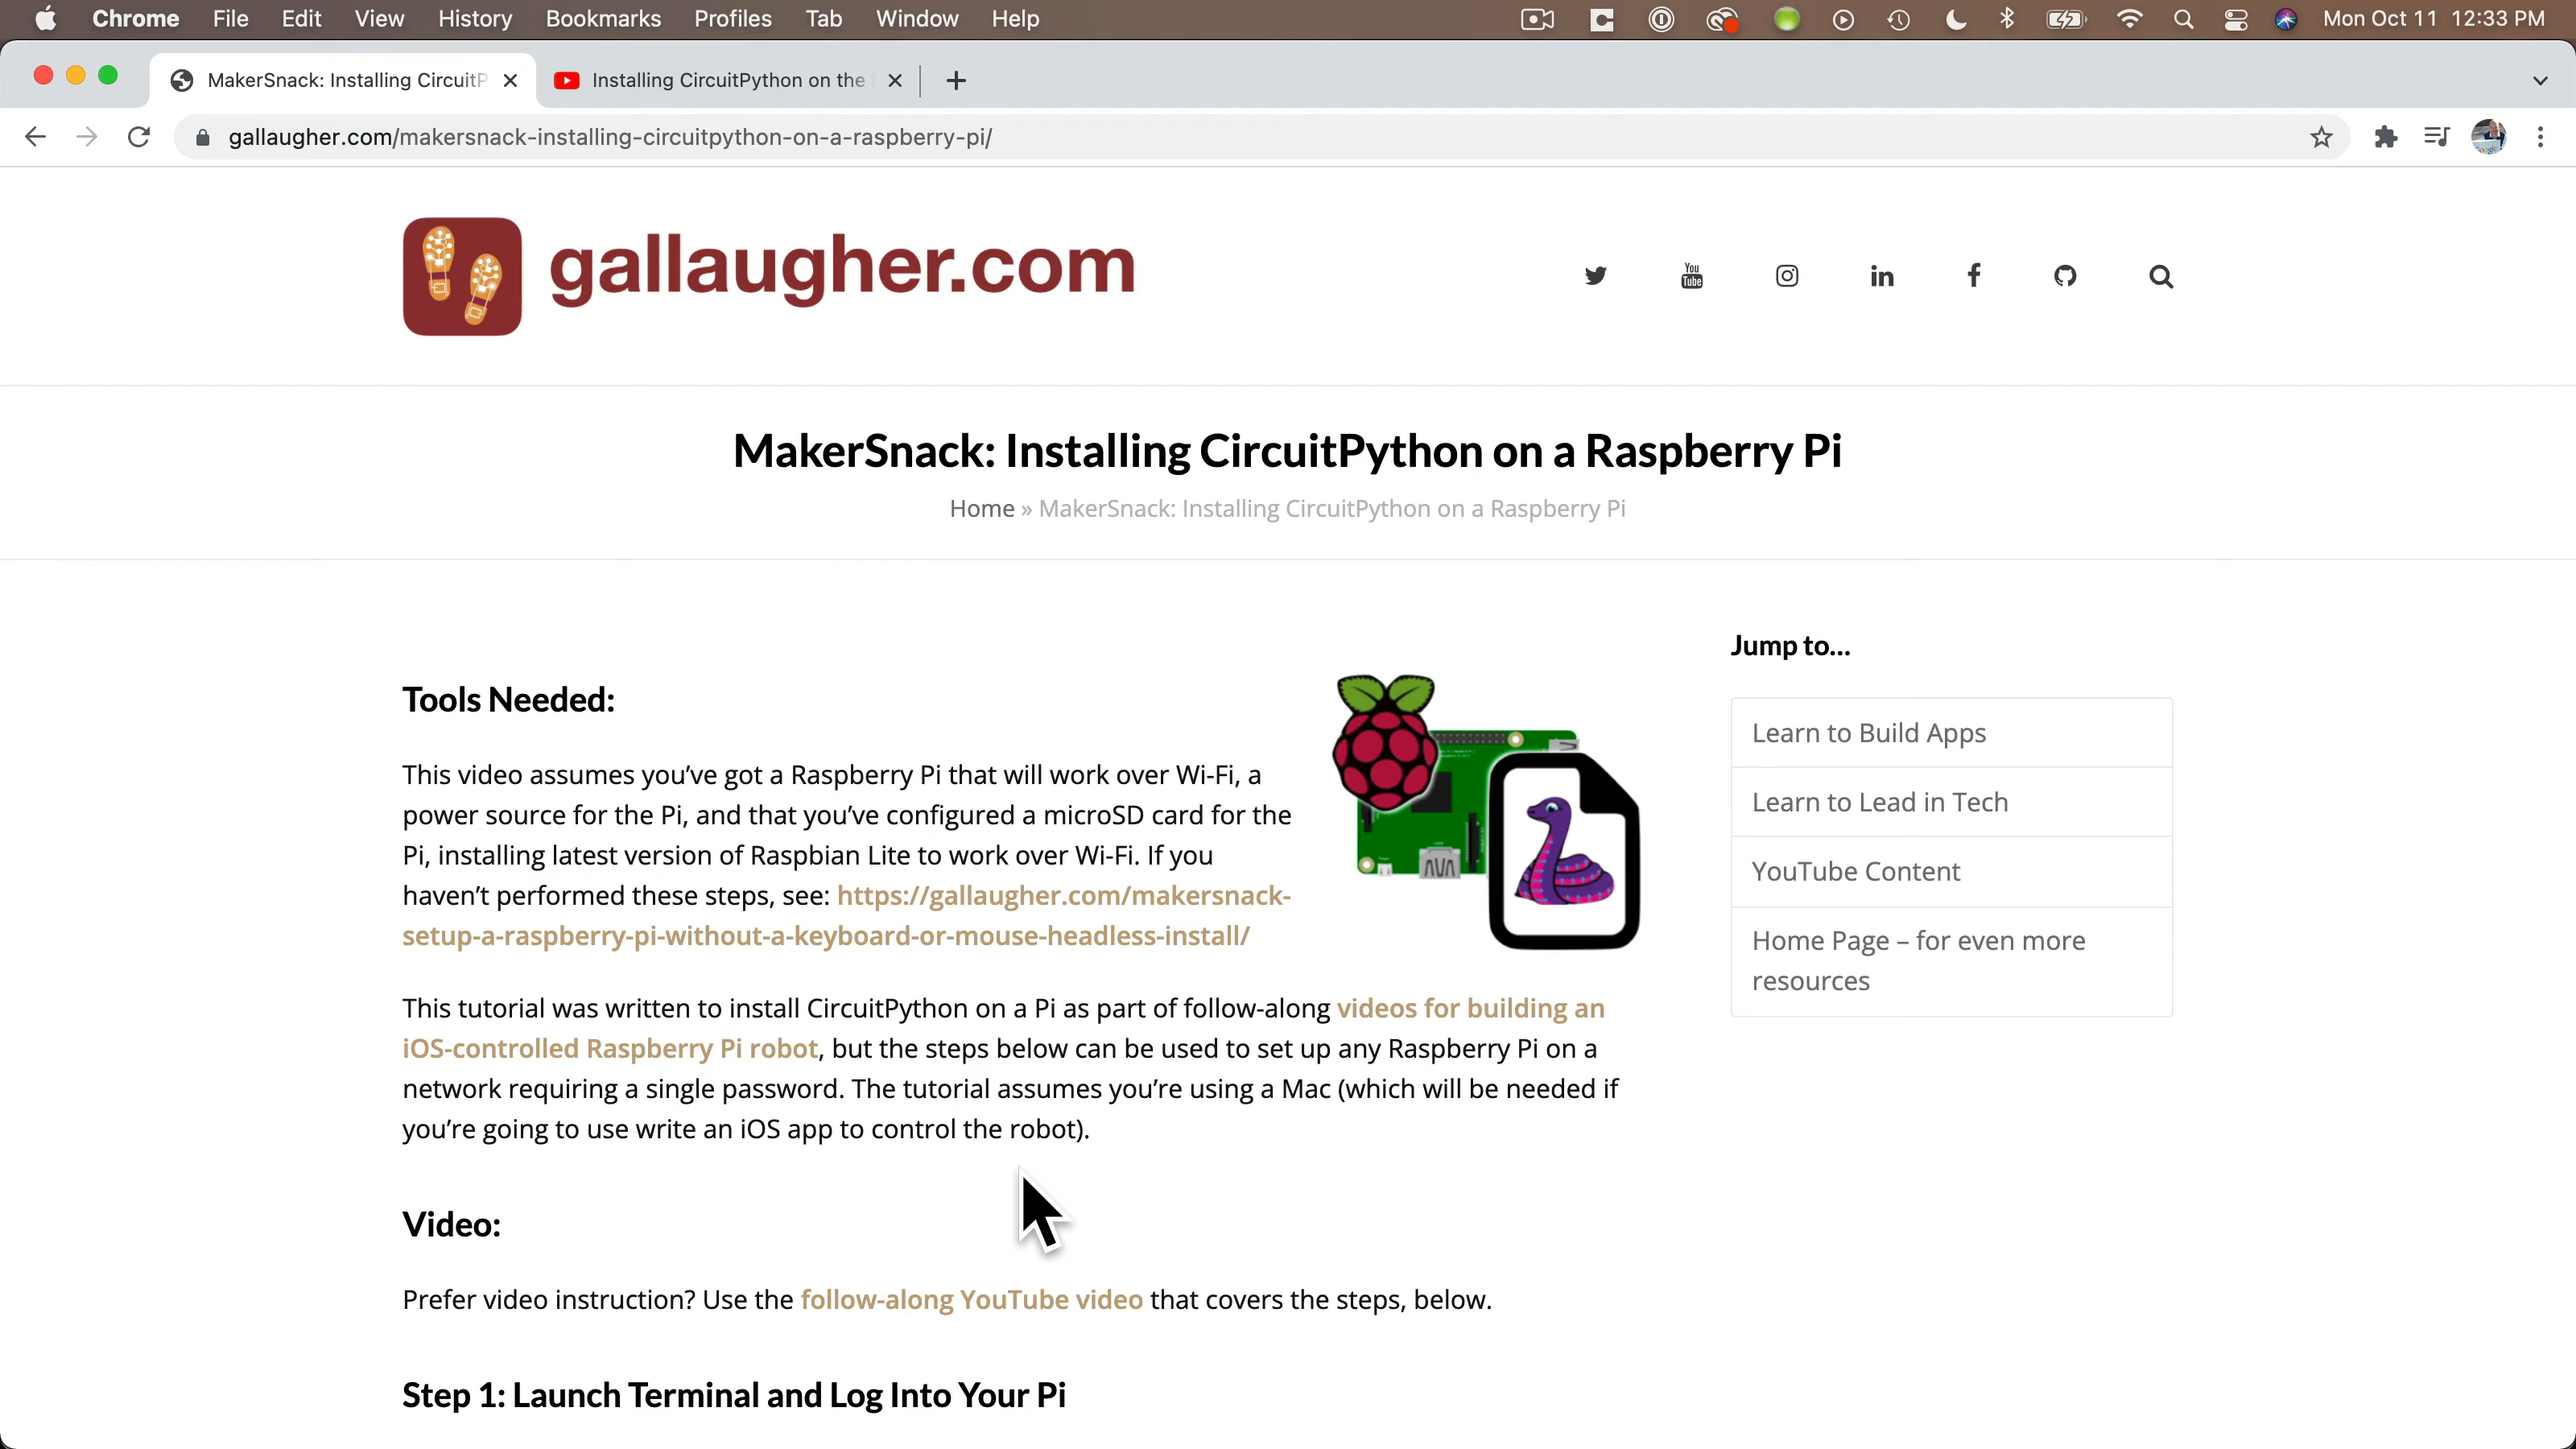 Chrome File Edit View History Bookmarks Profiles Tab Window Help Mon Oct 11 12:33 PM
MakerSnack: Installing CircuitP
Installing CircuitPython on the
gallaugher.com/makersnack-installing-circuitpython-on-a-raspberry-pi/
gallaugher.com
You Tube
MakerSnack: Installing CircuitPython on a Raspberry Pi
Home » MakerSnack: Installing CircuitPython on a Raspberry Pi
Tools Needed:
This video assumes you’ve got a Raspberry Pi that will work over Wi-Fi, a
power source for the Pi, and that you’ve configured a microSD card for the
Pi, installing latest version of Raspbian Lite to work over Wi-Fi. If you
haven’t performed these steps, see: https://gallaugher.com/makersnack-
setup-a-raspberry-pi-without-a-keyboard-or-mouse-headless-install/
This tutorial was written to install CircuitPython on a Pi as part of follow-along videos for building an
iOS-controlled Raspberry Pi robot, but the steps below can be used to set up any Raspberry Pi on a
network requiring a single password. The tutorial assumes you’re using a Mac (which will be needed if
you’re going to use write an iOS app to control the robot).
Video:
Prefer video instruction? Use the follow-along YouTube video that covers the steps, below.
Step 1: Launch Terminal and Log Into Your Pi
Jump to...
Learn to Build Apps
Learn to Lead in Tech
YouTube Content
Home Page – for even more
resources